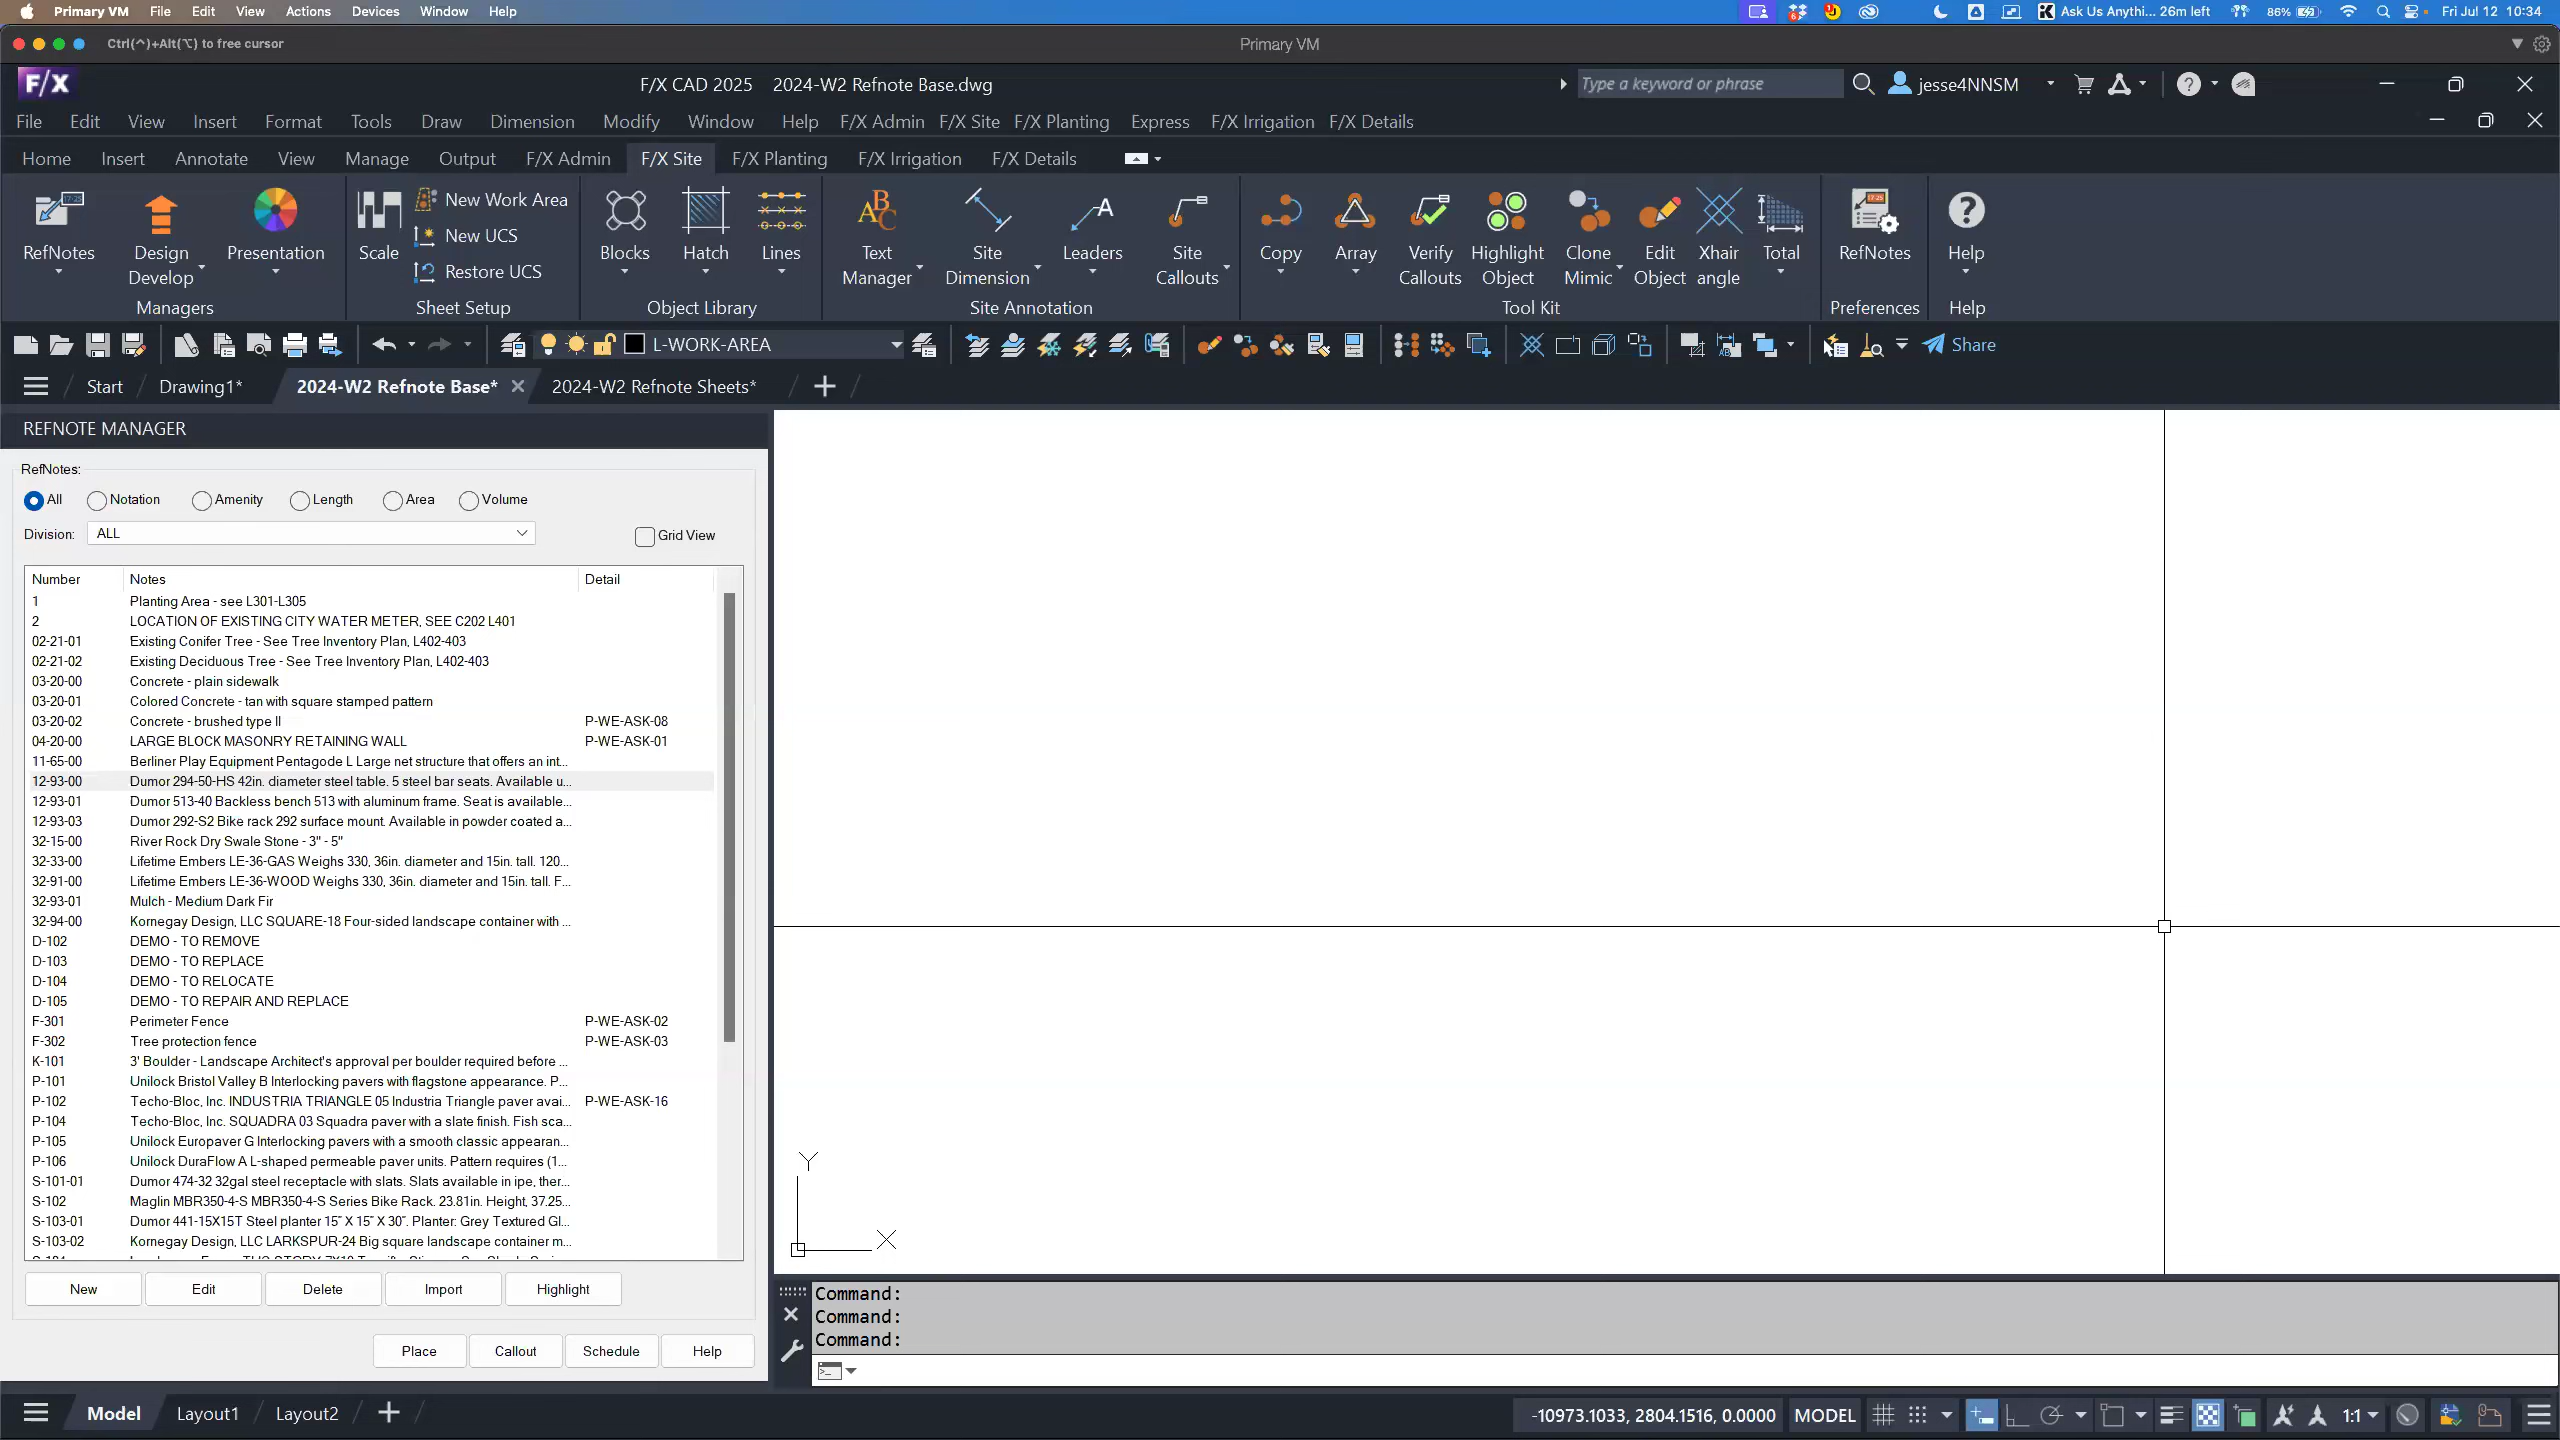 Primary VM File Edit View Actions Devices Window Help Ask Us Anythi... 26m left 86% Fri Jul 12 10:34
Ctrl(^)+Alt(⌥) to free cursor Primary VM
F/X F/X CAD 2025 2024-W2 Refnote Base.dwg Type a keyword or phrase jesse4NNSM
File Edit View Insert Format Tools Draw Dimension Modify Window Help F/X Admin F/X Site F/X Planting Express F/X Irrigation F/X Details
Home Insert Annotate View Manage Output F/X Admin F/X Site F/X Planting F/X Irrigation F/X Details
New Work Area
New UCS
Restore UCS
RefNotes Design Develop Presentation Scale Blocks Hatch Lines Text Manager Site Dimension Leaders Site Callouts Copy Array Verify Callouts Highlight Object Clone Mimic Edit Object Xhair angle Total RefNotes Help
Managers Sheet Setup Object Library Site Annotation Tool Kit Preferences Help
L-WORK-AREA Share
Start Drawing1* 2024-W2 Refnote Base* 2024-W2 Refnote Sheets*
REFNOTE MANAGER
RefNotes:
All Notation Amenity Length Area Volume
Division: ALL Grid View
Number Notes Detail
1 Planting Area - see L301-L305
2 LOCATION OF EXISTING CITY WATER METER, SEE C202 L401
02-21-01 Existing Conifer Tree - See Tree Inventory Plan, L402-403
02-21-02 Existing Deciduous Tree - See Tree Inventory Plan, L402-403
03-20-00 Concrete - plain sidewalk
03-20-01 Colored Concrete - tan with square stamped pattern
03-20-02 Concrete - brushed type II P-WE-ASK-08
04-20-00 LARGE BLOCK MASONRY RETAINING WALL P-WE-ASK-01
11-65-00 Berliner Play Equipment Pentagode L Large net structure that offers an int...
12-93-00 Dumor 294-50-HS 42in. diameter steel table. 5 steel bar seats. Available u...
12-93-01 Dumor 513-40 Backless bench 513 with aluminum frame. Seat is available...
12-93-03 Dumor 292-S2 Bike rack 292 surface mount. Available in powder coated a...
32-15-00 River Rock Dry Swale Stone - 3" - 5"
32-33-00 Lifetime Embers LE-36-GAS Weighs 330, 36in. diameter and 15in. tall. 120...
32-91-00 Lifetime Embers LE-36-WOOD Weighs 330, 36in. diameter and 15in. tall. F...
32-93-01 Mulch - Medium Dark Fir
32-94-00 Kornegay Design, LLC SQUARE-18 Four-sided landscape container with ...
D-102 DEMO - TO REMOVE
D-103 DEMO - TO REPLACE
D-104 DEMO - TO RELOCATE
D-105 DEMO - TO REPAIR AND REPLACE
F-301 Perimeter Fence P-WE-ASK-02
F-302 Tree protection fence P-WE-ASK-03
K-101 3' Boulder - Landscape Architect's approval per boulder required before ...
P-101 Unilock Bristol Valley B Interlocking pavers with flagstone appearance. P...
P-102 Techo-Bloc, Inc. INDUSTRIA TRIANGLE 05 Industria Triangle paver avai... P-WE-ASK-16
P-104 Techo-Bloc, Inc. SQUADRA 03 Squadra paver with a slate finish. Fish sca...
P-105 Unilock Europaver G Interlocking pavers with a smooth classic appearan...
P-106 Unilock DuraFlow A L-shaped permeable paver units. Pattern requires (1...
S-101-01 Dumor 474-32 32gal steel receptacle with slats. Slats available in ipe, ther...
S-102 Maglin MBR350-4-S MBR350-4-S Series Bike Rack. 23.81in. Height, 37.25...
S-103-01 Dumor 441-15X15T Steel planter 15" X 15" X 30". Planter: Grey Textured Gl...
S-103-02 Kornegay Design, LLC LARKSPUR-24 Big square landscape container m...
New Edit Delete Import Highlight
Place Callout Schedule Help
Y
X
Command:
Command:
Command:
Model Layout1 Layout2 -10973.1033, 2804.1516, 0.0000 MODEL 1:1